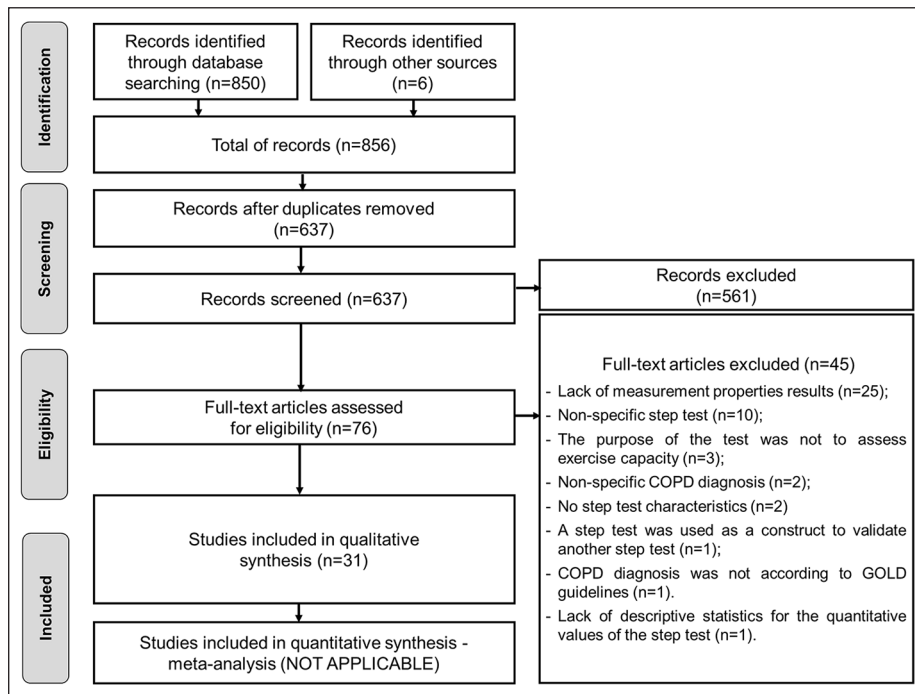 Identification
Records identified
through database
searching (n=850)
Records identified
through other sources
(n=6)
Total of records (n=856)
Screening
Records after duplicates removed
(n=637)
Records screened (n=637)
Records excluded
(n=561)
Eligibility
Full-text articles assessed
for eligibility (n=76)
Full-text articles excluded (n=45)
- Lack of measurement properties results (n=25);
- Non-specific step test (n=10);
- The purpose of the test was not to assess
exercise capacity (n=3);
- Non-specific COPD diagnosis (n=2);
- No step test characteristics (n=2)
- A step test was used as a construct to validate
another step test (n=1);
- COPD diagnosis was not according to GOLD
guidelines (n=1).
- Lack of descriptive statistics for the quantitative
values of the step test (n=1).
Included
Studies included in qualitative
synthesis (n=31)
Studies included in quantitative synthesis -
meta-analysis (NOT APPLICABLE)